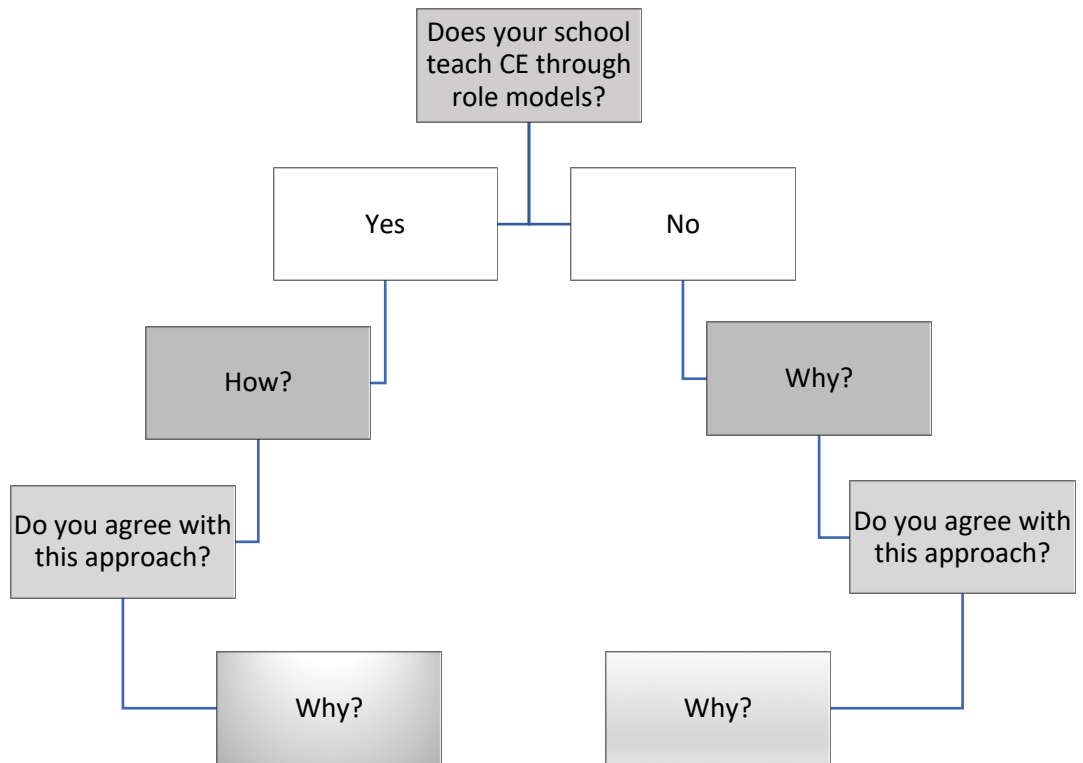 Does your school
teach CE through
role models?
Yes
No
How?
Why?
Do you agree with
this approach?
Do you agree with
this approach?
Why?
Why?